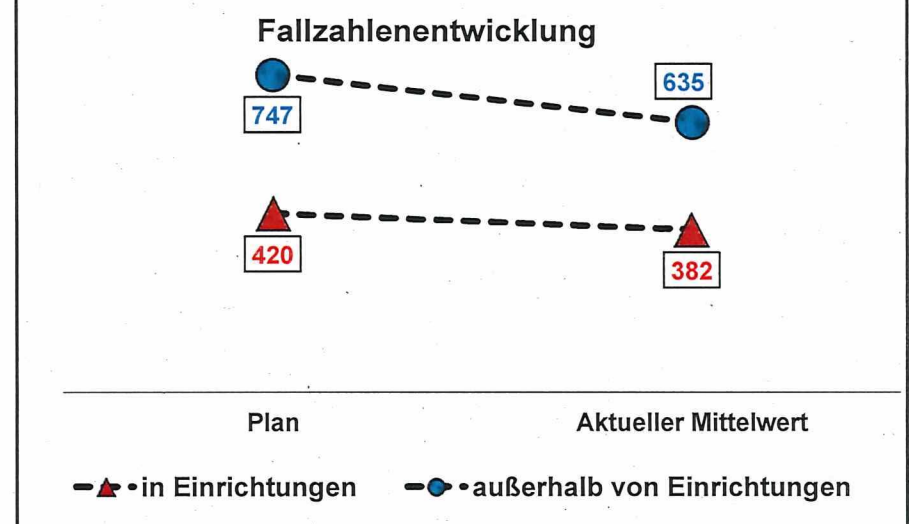 Fallzahlenentwicklung
635
747
420
382
Plan Aktueller Mittelwert
in Einrichtungen außerhalb von Einrichtungen